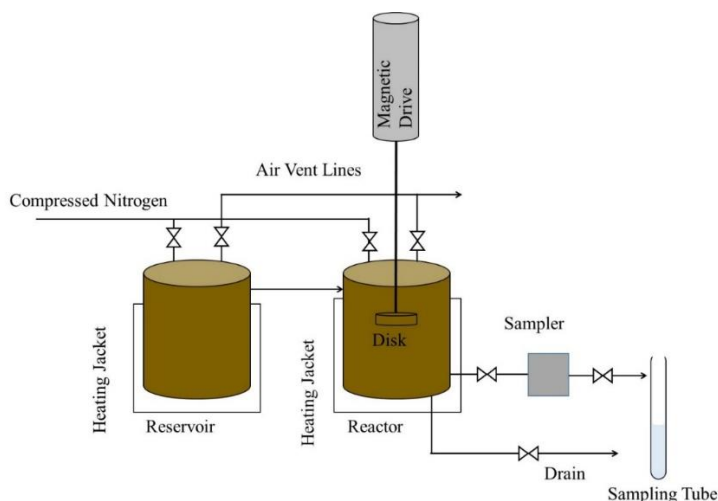 Magnetic
Drive
Air Vent Lines
Compressed Nitrogen
Heating Jacket
Heating Jacket
Disk
Sampler
Reservoir
Reactor
Drain
Sampling Tube